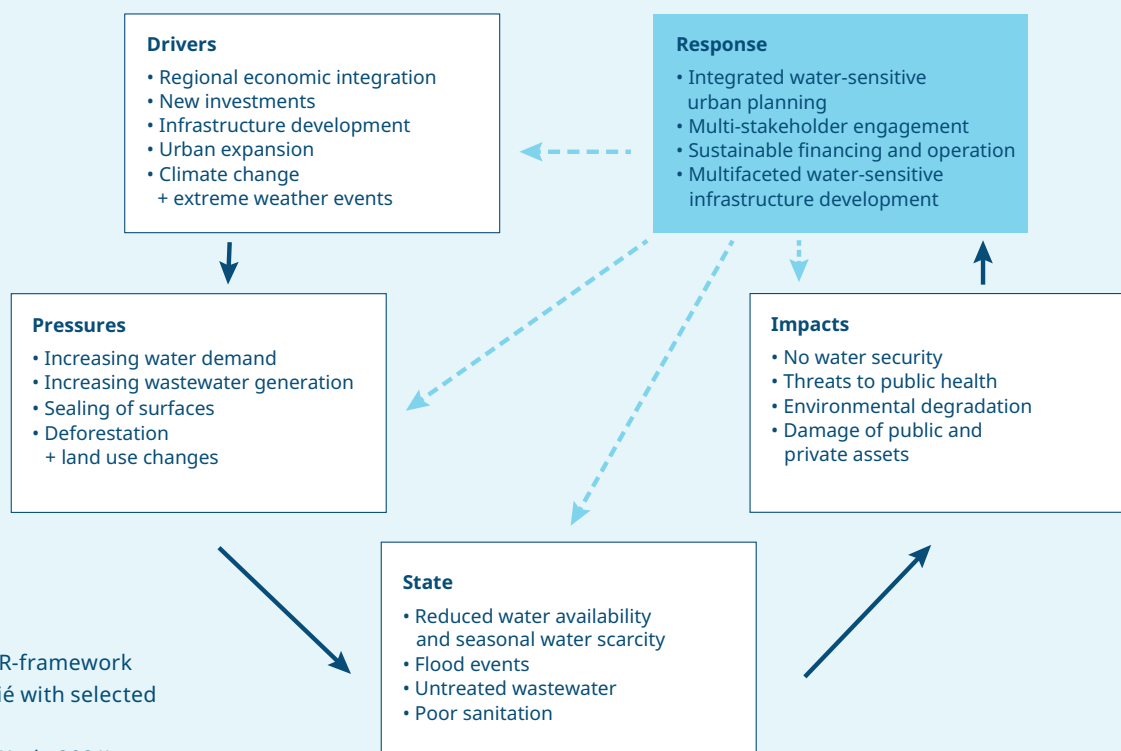 Drivers
• Regional economic integration
• New investments
• Infrastructure development
• Urban expansion
• Climate change
+ extreme weather events
Response
• Integrated water-sensitive
urban planning
• Multi-stakeholder engagement
• Sustainable financing and operation
• Multifaceted water-sensitive
infrastructure development
Pressures
• Increasing water demand
• Increasing wastewater generation
• Sealing of surfaces
• Deforestation
+ land use changes
Impacts
• No water security
• Threats to public health
• Environmental degradation
• Damage of public and
private assets
State
• Reduced water availability
and seasonal water scarcity
• Flood events
• Untreated wastewater
• Poor sanitation
R-framework
ié with selected